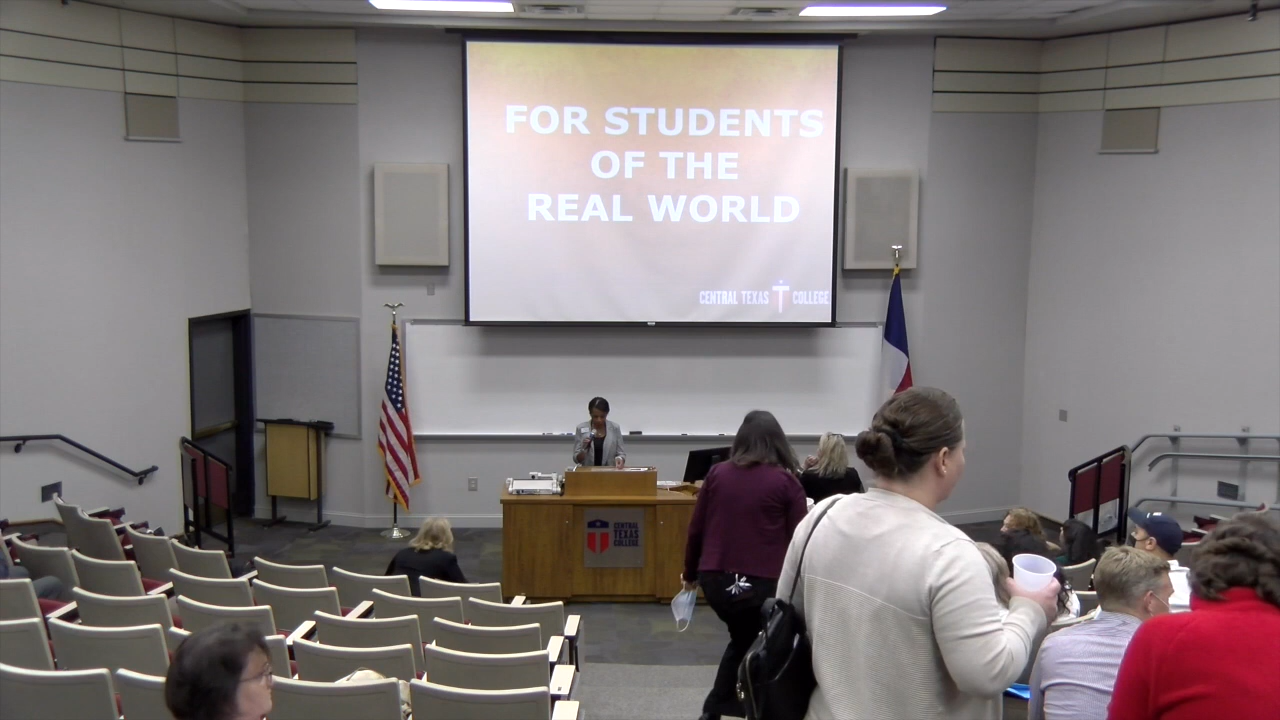 FOR STUDENTS
OF THE
REAL WORLD
CENTRAL TEXAS COLLEGE
CENTRAL
TEXAS
COLLEGE